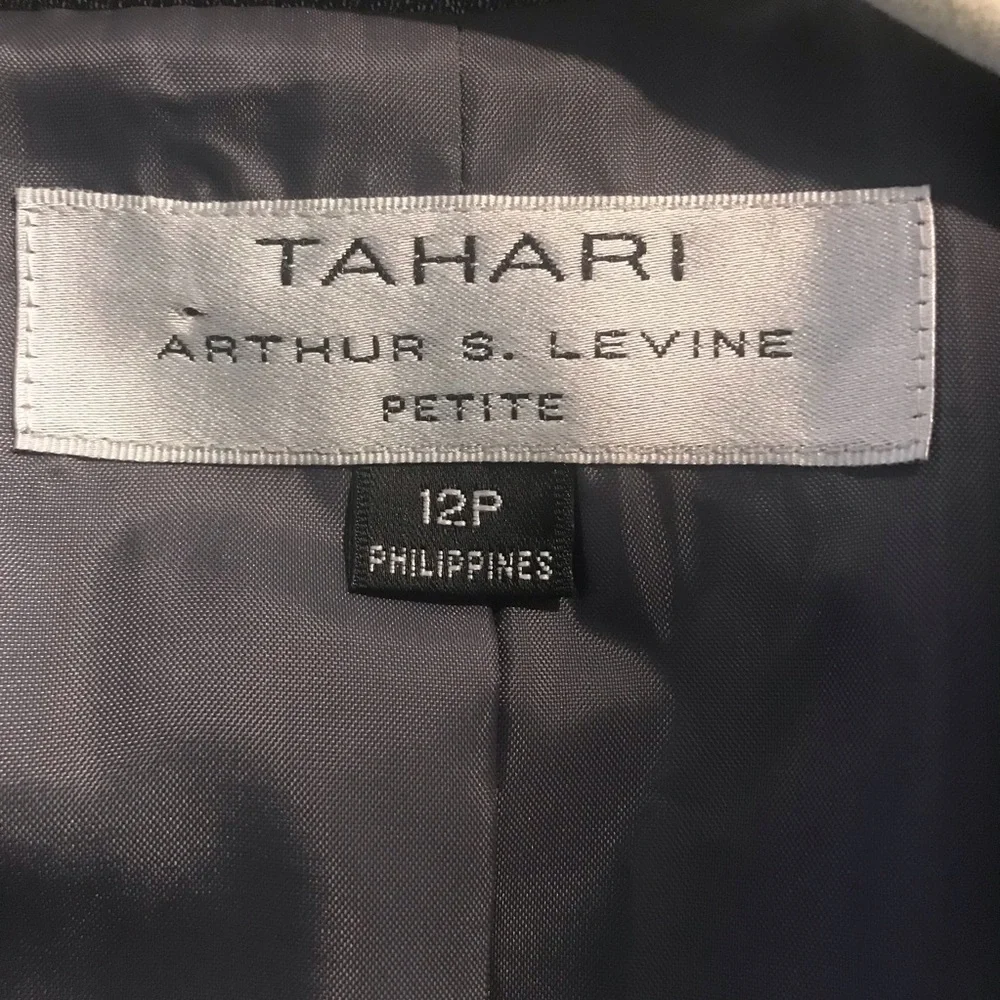 TAHARI
ARTHUR S. LEVINE
PETITE
12P
PHILIPPINES